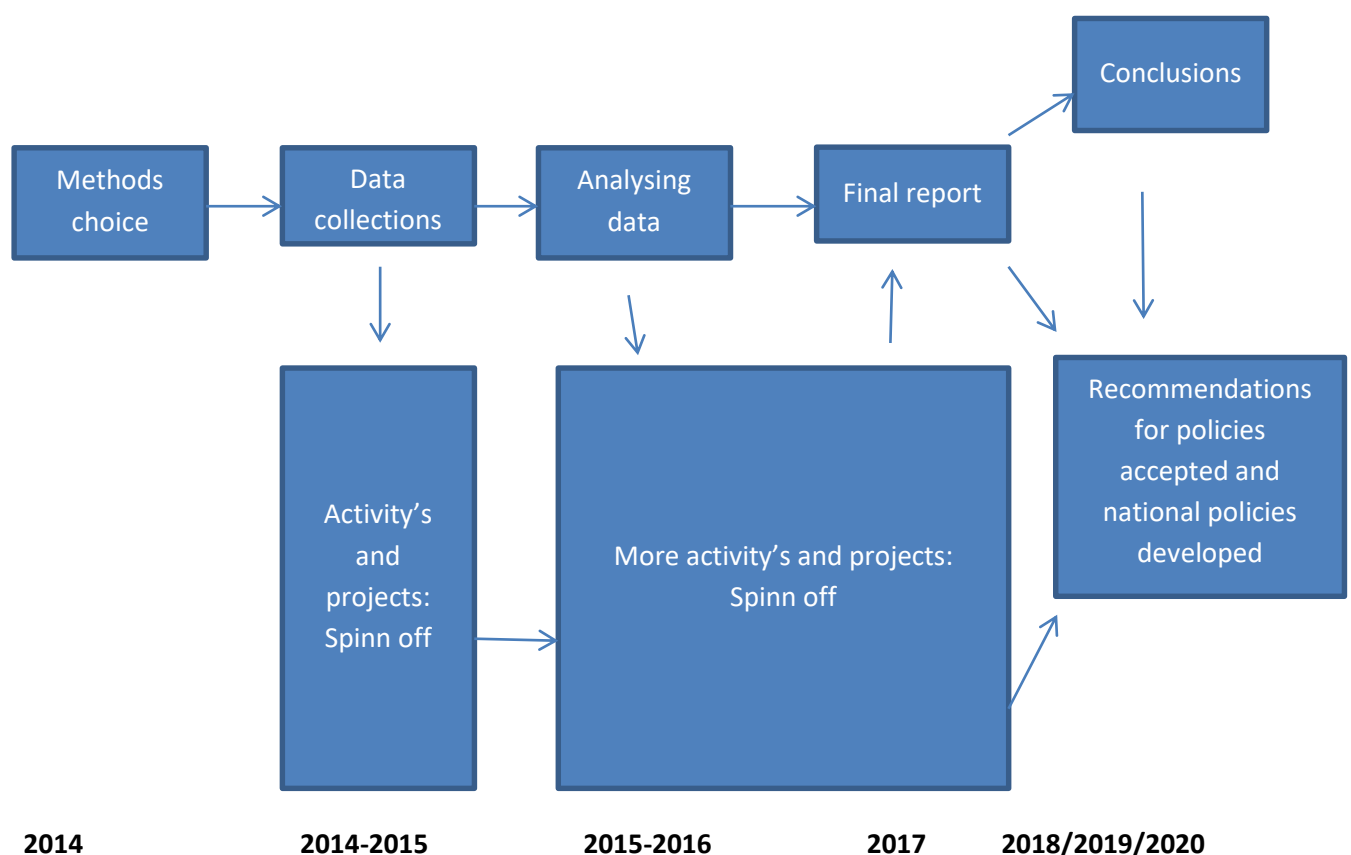 Conclusions
Methods
choice
Data
collections
Analysing
data
Final report
Activity’s
and
projects:
Spinn off
More activity’s and projects:
Spinn off
Recommendations
for policies
accepted and
national policies
developed
2014
2014-2015
2015-2016
2017
2018/2019/2020